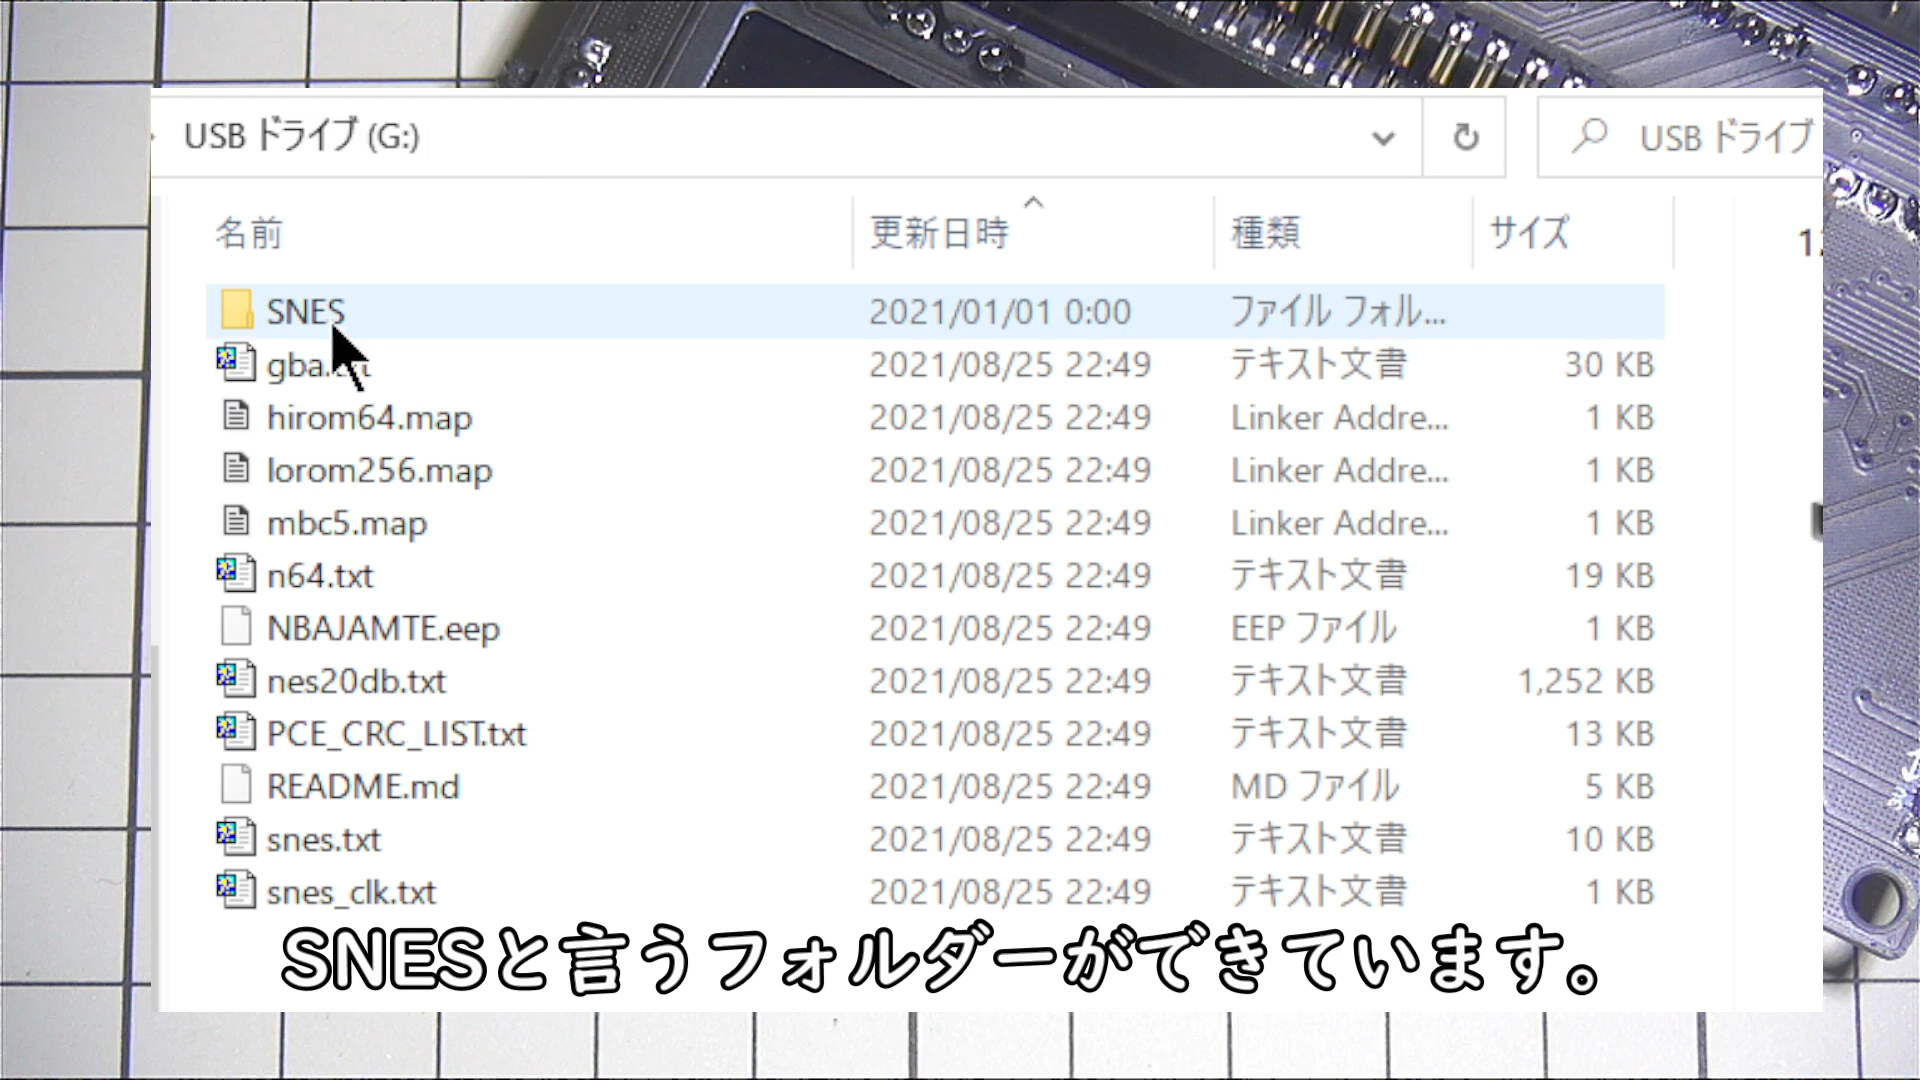 USB ドライブ (G:)
USB ドライブ
名前 更新日時 種類 サイズ
SNES 2021/01/01 0:00 ファイル フォル...
2021/08/25 22:49 テキスト文書 30 KB
hirom64.map 2021/08/25 22:49 Linker Addre... 1 KB
lorom256.map 2021/08/25 22:49 Linker Addre... 1 KB
mbc5.map 2021/08/25 22:49 Linker Addre... 1 KB
n64.txt 2021/08/25 22:49 テキスト文書 19 KB
NBAJAMTE.eep 2021/08/25 22:49 EEP ファイル 1 KB
nes20db.txt 2021/08/25 22:49 テキスト文書 1,252 KB
PCE_CRC_LIST.txt 2021/08/25 22:49 テキスト文書 13 KB
README.md 2021/08/25 22:49 MD ファイル 5 KB
snes.txt 2021/08/25 22:49 テキスト文書 10 KB
snes_clk.txt 2021/08/25 22:49 テキスト文書 1 KB
SNESと言うフォルダーができています。